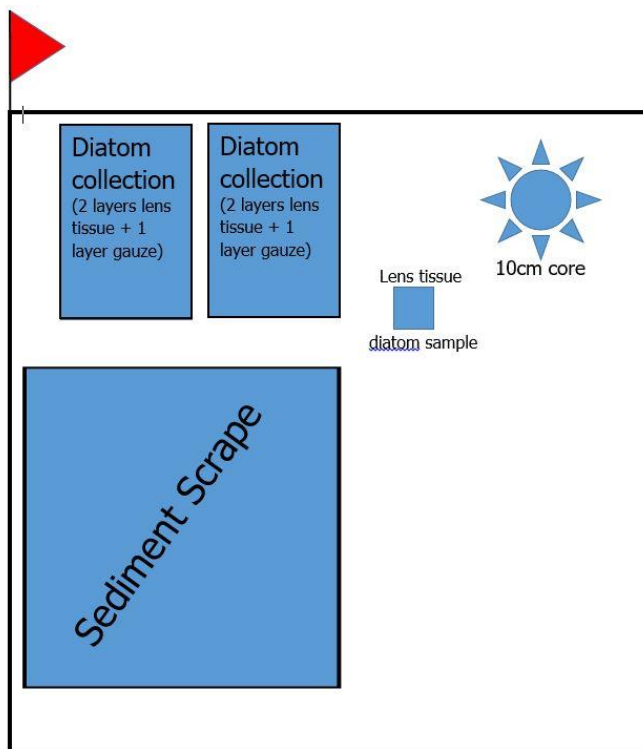 Diatom
collection
(2 layers lens
tissue + 1
layer gauze)
Diatom
collection
(2 layers lens
tissue + 1
layer gauze)
10cm core
Lens tissue
diatom sample
Sediment Scrape